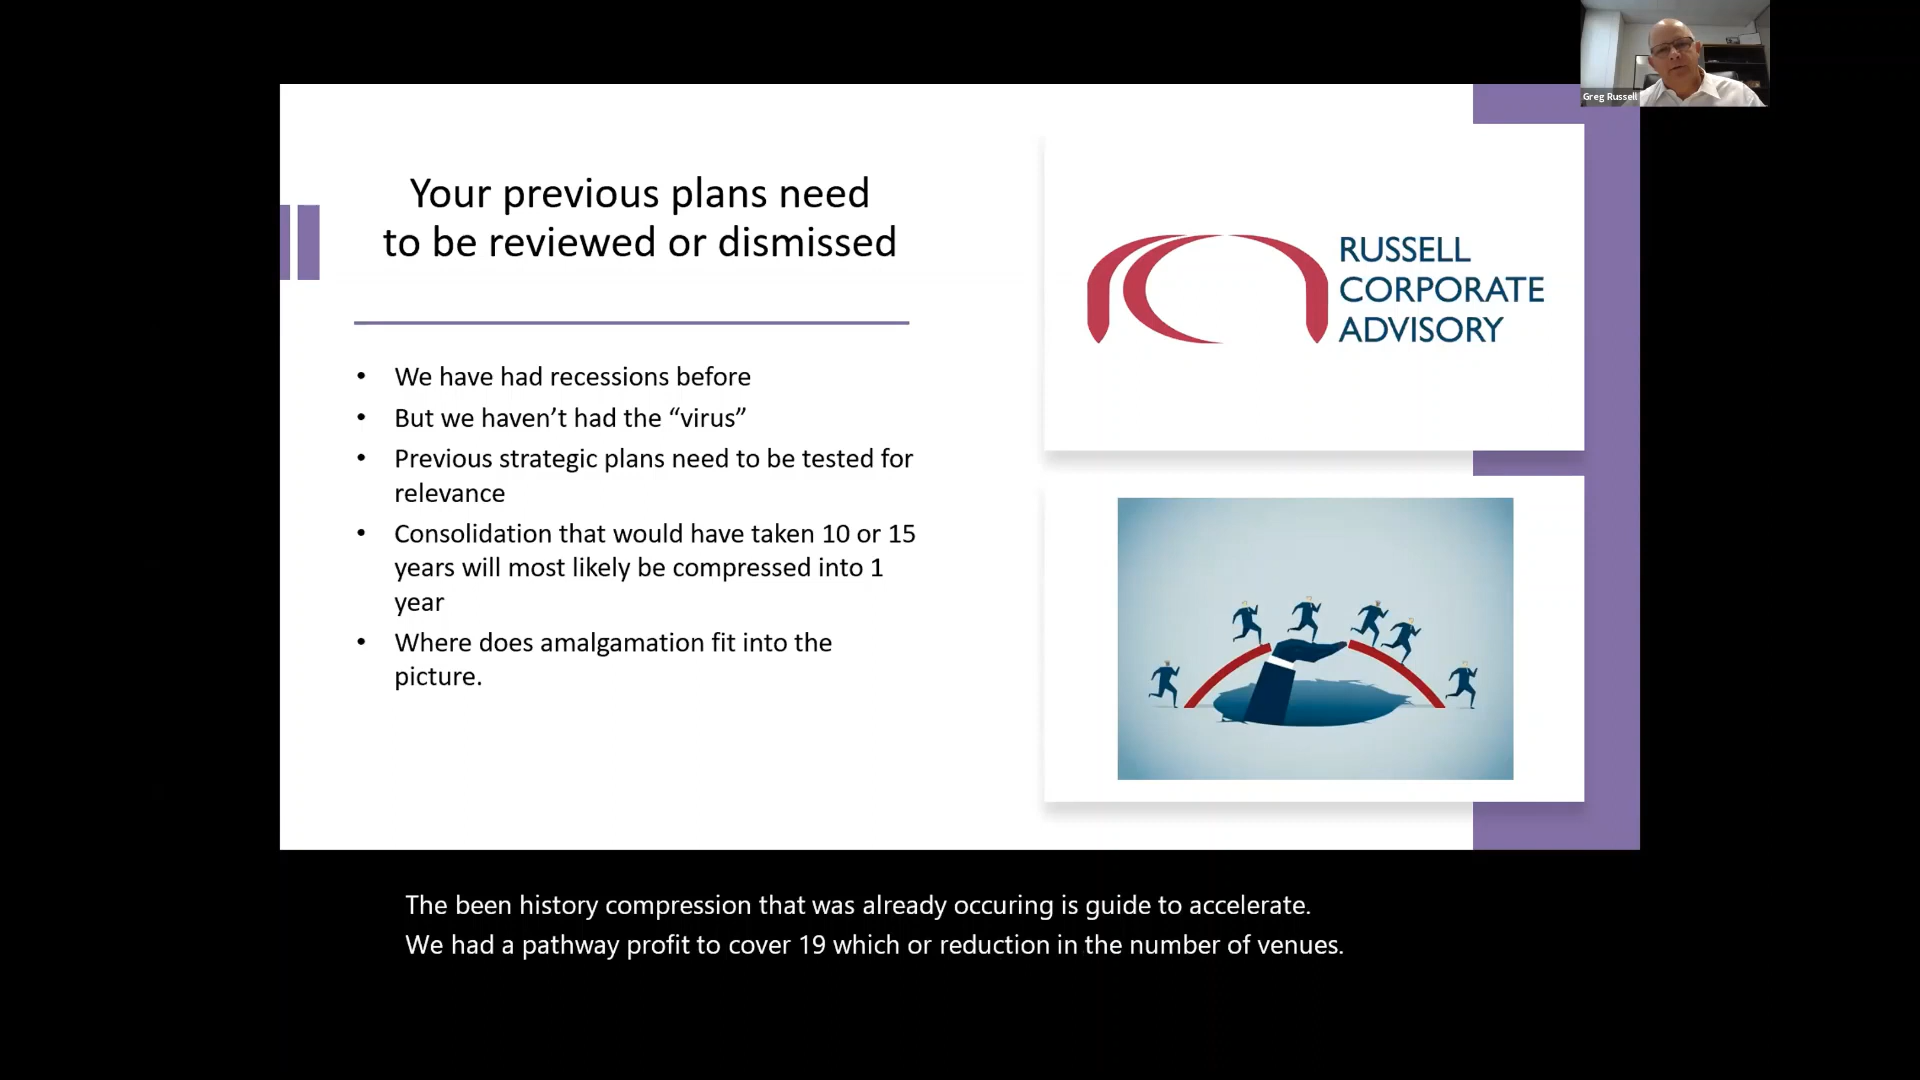 Greg Russell
Your previous plans need
to be reviewed or dismissed
• We have had recessions before
• But we haven’t had the “virus”
• Previous strategic plans need to be tested for
relevance
• Consolidation that would have taken 10 or 15
years will most likely be compressed into 1
year
• Where does amalgamation fit into the
picture.
RUSSELL
CORPORATE
ADVISORY
The been history compression that was already occuring is guide to accelerate.
We had a pathway profit to cover 19 which or reduction in the number of venues.